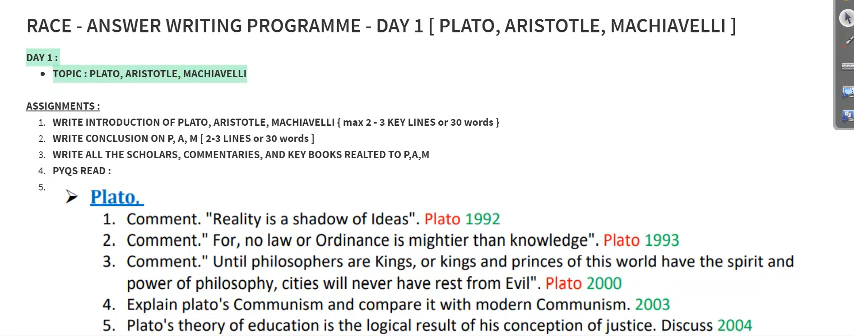 RACE - ANSWER WRITING PROGRAMME - DAY 1 [ PLATO, ARISTOTLE, MACHIAVELLI ]
DAY 1 :
• TOPIC : PLATO, ARISTOTLE, MACHIAVELLI
ASSIGNMENTS :
1. WRITE INTRODUCTION OF PLATO, ARISTOTLE, MACHIAVELLI { max 2 - 3 KEY LINES or 30 words }
2. WRITE CONCLUSION ON P, A, M [ 2-3 LINES or 30 words ]
3. WRITE ALL THE SCHOLARS, COMMENTARIES, AND KEY BOOKS REALTED TO P,A,M
4. PYQS READ :
5.
➢ Plato.
1. Comment. "Reality is a shadow of Ideas". Plato 1992
2. Comment." For, no law or Ordinance is mightier than knowledge". Plato 1993
3. Comment." Until philosophers are Kings, or kings and princes of this world have the spirit and
power of philosophy, cities will never have rest from Evil". Plato 2000
4. Explain plato's Communism and compare it with modern Communism. 2003
5. Plato's theory of education is the logical result of his conception of justice. Discuss 2004